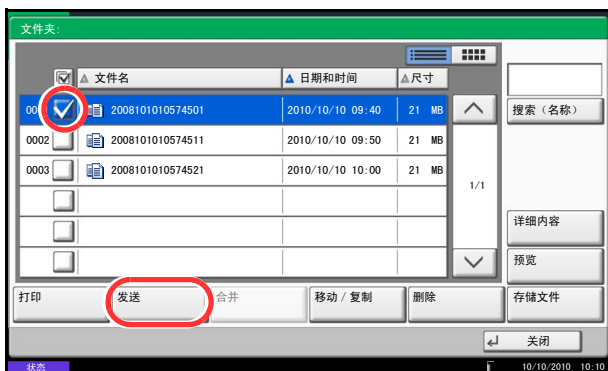 文件夹:
文件名 日期和时间 尺寸
2008101010574501 2010/10/10 09:40 21 MB 搜索（名称）
0002 2008101010574511 2010/10/10 09:50 21 MB
0003 2008101010574521 2010/10/10 10:00 21 MB
1/1
详细内容
预览
打印 发送 合并 移动 / 复制 删除 存储文件
关闭
状态 10/10/2010 10:10